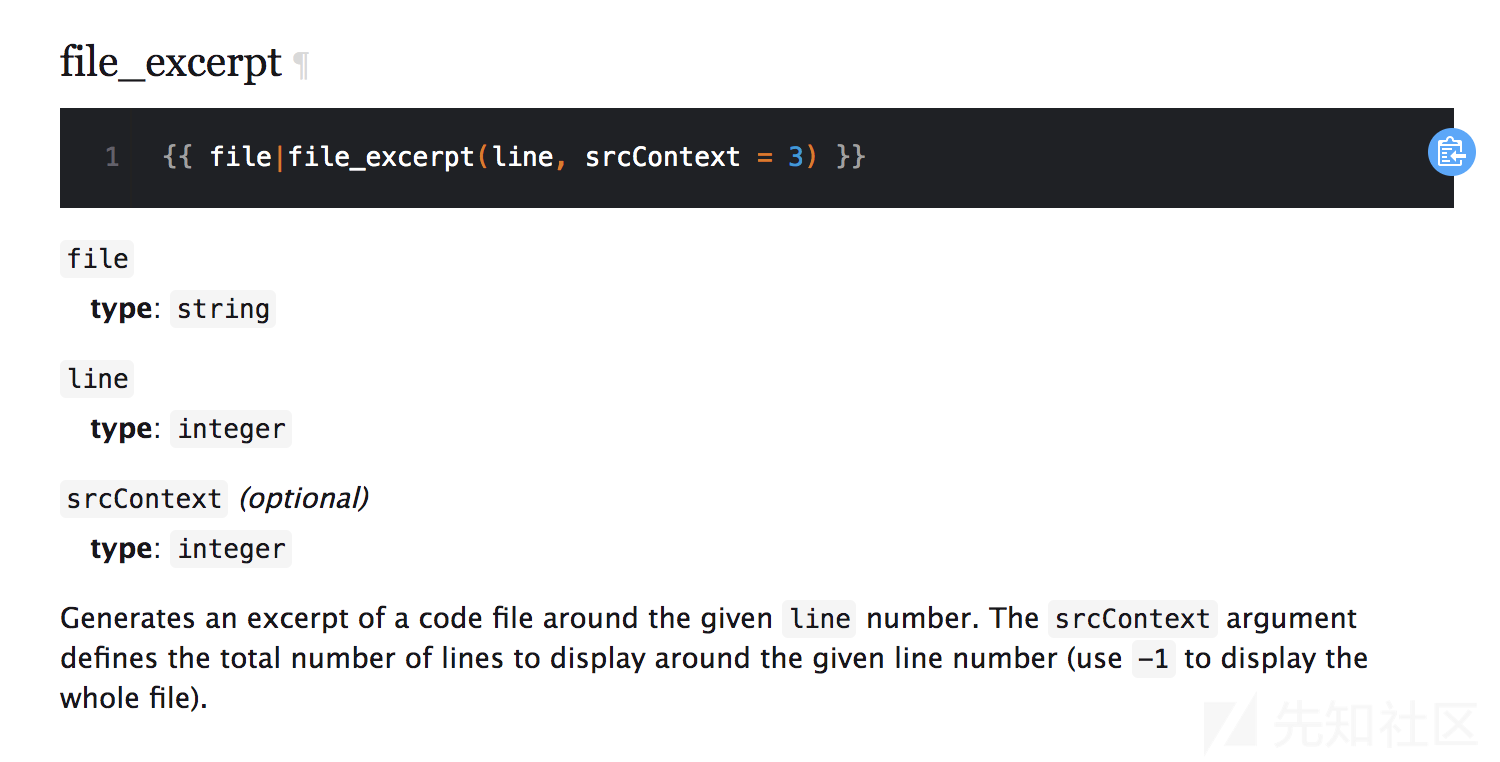 file_excerpt ¶
1 {{ file|file_excerpt(line, srcContext = 3) }}
file
type: string
line
type: integer
srcContext (optional)
type: integer
Generates an excerpt of a code file around the given line number. The srcContext argument
defines the total number of lines to display around the given line number (use -1 to display the
whole file).
先知社区